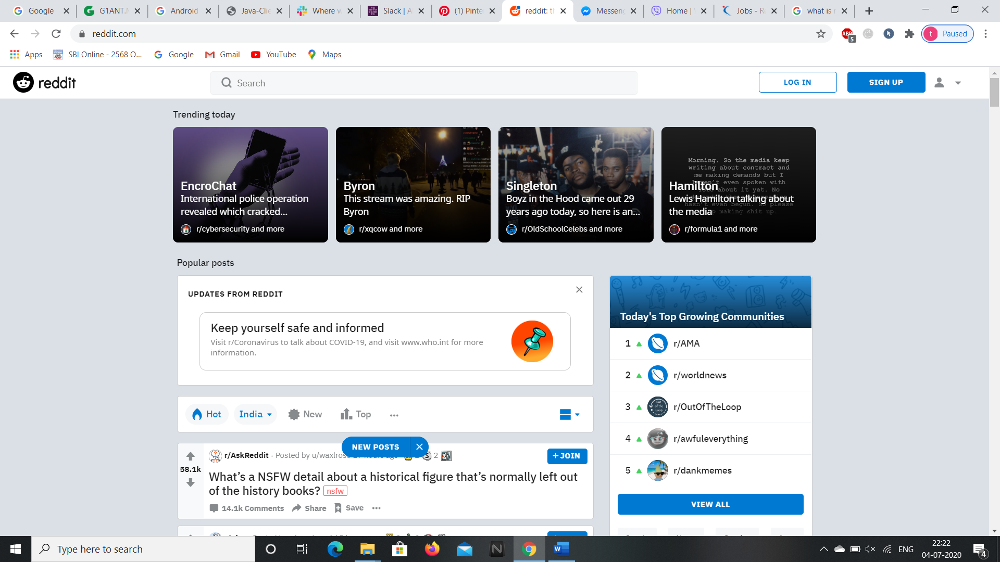 Google
G1ANT.
Android
Java-Clie
Where w
Slack | A
(1) Pinte
reddit: t
Messeng
Home |
Jobs - R
what is
reddit.com
ABP
5
t
Paused
Apps
SBI Online - 2568 O...
Google
Gmail
YouTube
Maps
reddit
Search
LOG IN
SIGN UP
Trending today
EncroChat
International police operation
revealed which cracked...
r/cybersecurity and more
Byron
This stream was amazing. RIP
Byron
r/xqcow and more
Singleton
Boyz in the Hood came out 29
years ago today, so here is an...
r/OldSchoolCelebs and more
Morning. So the media keep
writing about contract and
me making demands but I
haven't even spoken with
about it yet. No
hasn't even begun. So please
making shit up.
Hamilton
Lewis Hamilton talking about
the media
r/formula1 and more
Popular posts
UPDATES FROM REDDIT
Keep yourself safe and informed
Visit r/Coronavirus to talk about COVID-19, and visit www.who.int for more
information.
Today's Top Growing Communities
1 r/AMA
2 r/worldnews
3 r/OutOfTheLoop
4 r/awfuleverything
5 r/dankmemes
VIEW ALL
Hot
India
New
Top
NEW POSTS
58.1k
r/AskReddit · Posted by u/waxlros
2
+ JOIN
What's a NSFW detail about a historical figure that's normally left out
of the history books? nsfw
14.1k Comments
Share
Save
Type here to search
ENG
22:22
04-07-2020
4